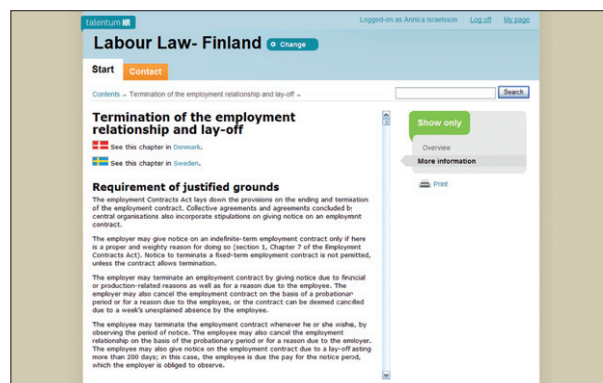 talentum HR
Logged on as Annica Israelsson Log off My page
Labour Law- Finland Change
Start Contact
Contents → Termination of the employment relationship and lay-off →
Search
Termination of the employment
relationship and lay-off
See this chapter in Denmark.
See this chapter in Sweden.
Show only
Overview
More information
Print
Requirement of justified grounds
The employment Contracts Act lays down the provisions on the ending and termiation
of the employment contract. Collective agreements and agreements concluded by
central organisations also incorporate stipulations on giving notice on an employmnt
contract.
The employer may give notice on an indefinite-term employment contract only if here
is a proper and weighty reason for doing so (section 1, Chapter 7 of the Employment
Contracts Act). Notice to terminate a fixed-term employment contract is not permitted,
unless the contract allows termination.
The employer may terminate an employment contract by giving notice due to finncial
or production-related reasons as well as for a reason due to the employee. The
employer may also cancel the employment contract on the basis of a probationar
period or for a reason due to the employee, or the contract can be deemed canclled
due to a week's unexplained absence by the employee.
The employee may terminate the employment contract whenever he or she wishe, by
observing the period of notice. The employee may also cancel the employment
relationship on the basis of the probationary period or for a reason due to the emloyer.
The employee may also give notice on the employment contract due to a lay-off asting
more than 200 days; in this case, the employee is due the pay for the notice perod,
which the employer is obliged to observe.